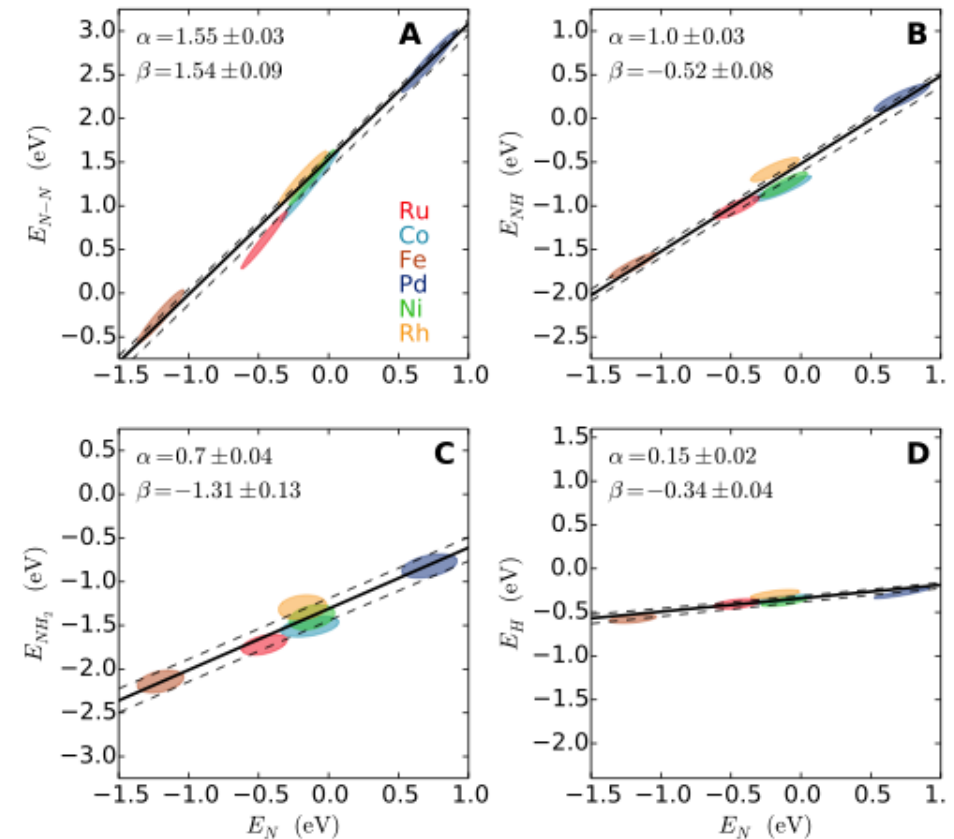 A
α=1.55±0.03
β=1.54±0.09
3.0
2.5
2.0
1.5
1.0
0.5
0.0
−0.5
E_{N−N} (eV)
Ru
Co
Fe
Pd
Ni
Rh
−1.5 −1.0 −0.5 0.0 0.5 1.0
B
α=1.0±0.03
β=−0.52±0.08
1.0
0.5
0.0
−0.5
−1.0
−1.5
−2.0
−2.5
E_{NH} (eV)
−1.5 −1.0 −0.5 0.0 0.5 1.
C
α=0.7±0.04
β=−1.31±0.13
0.5
0.0
−0.5
−1.0
−1.5
−2.0
−2.5
−3.0
E_{NH_2} (eV)
−1.5 −1.0 −0.5 0.0 0.5 1.0
E_N (eV)
D
α=0.15±0.02
β=−0.34±0.04
1.5
1.0
0.5
0.0
−0.5
−1.0
−1.5
−2.0
E_H (eV)
−1.5 −1.0 −0.5 0.0 0.5 1.
E_N (eV)